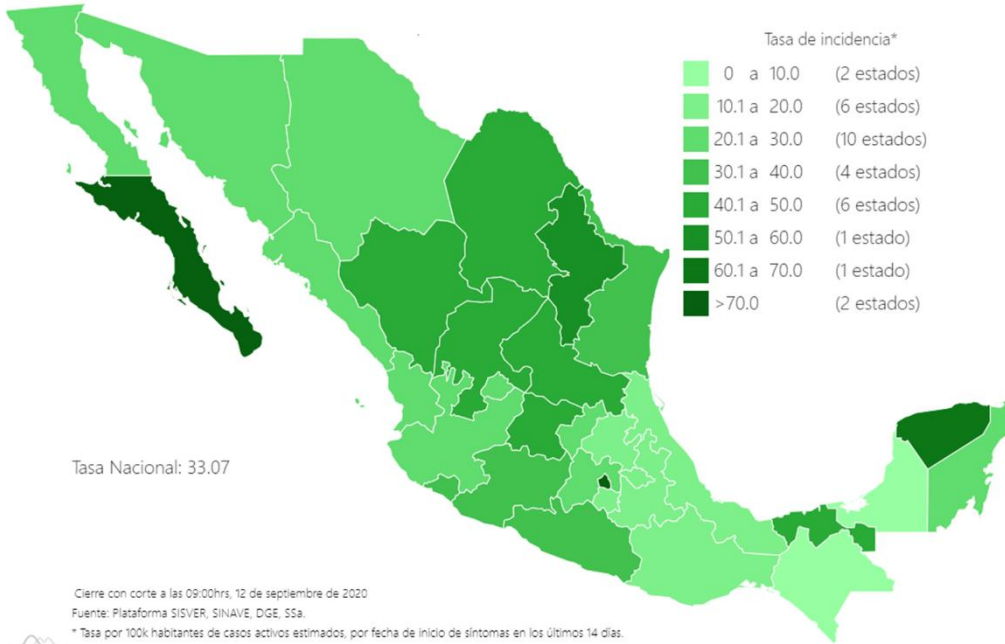 Tasa de incidencia*
0 a 10.0 (2 estados)
10.1 a 20.0 (6 estados)
20.1 a 30.0 (10 estados)
30.1 a 40.0 (4 estados)
40.1 a 50.0 (6 estados)
50.1 a 60.0 (1 estado)
60.1 a 70.0 (1 estado)
>70.0 (2 estados)
Tasa Nacional: 33.07
Cierre con corte a las 09:00hrs, 12 de septiembre de 2020
Fuente: Plataforma SISVER, SINAVE, DGE, SSa.
* Tasa por 100k habitantes de casos activos estimados, por fecha de inicio de síntomas en los últimos 14 días.